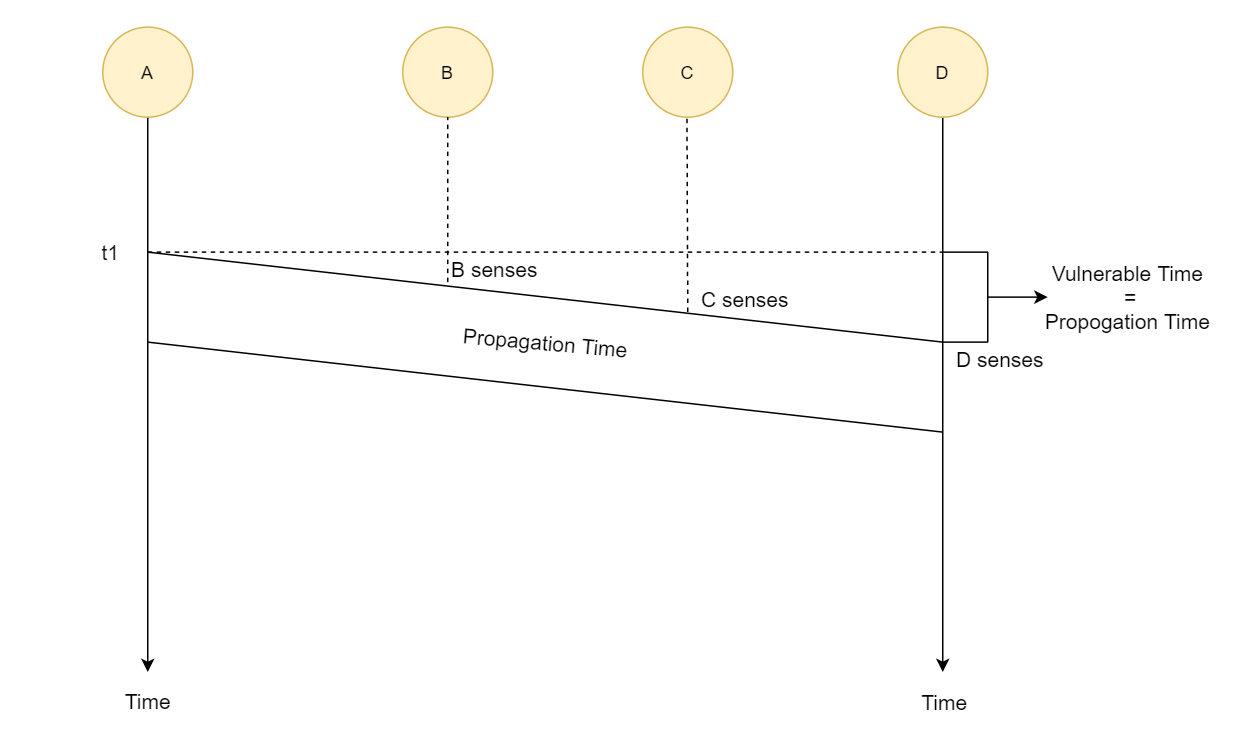 A
B
C
D
t1
B senses
C senses
Vulnerable Time
=
Propogation Time
Propagation Time
D senses
Time
Time